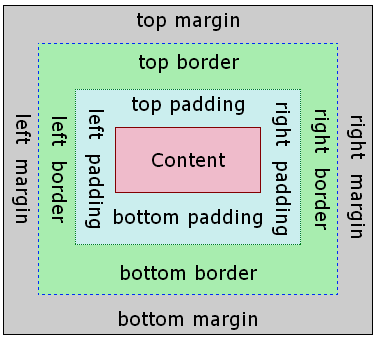 top margin
top border
top padding
left margin
left border
left padding
Content
right padding
right border
right margin
bottom padding
bottom border
bottom margin